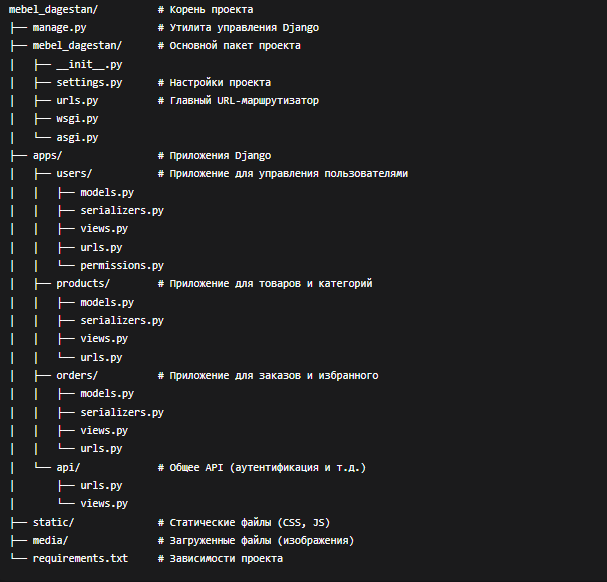 mebel_dagestan/          # Корень проекта
├── manage.py            # Утилита управления Django
├── mebel_dagestan/      # Основной пакет проекта
│   ├── __init__.py
│   ├── settings.py      # Настройки проекта
│   ├── urls.py          # Главный URL-маршрутизатор
│   ├── wsgi.py
│   └── asgi.py
├── apps/                # Приложения Django
│   ├── users/           # Приложение для управления пользователями
│   │   ├── models.py
│   │   ├── serializers.py
│   │   ├── views.py
│   │   ├── urls.py
│   │   └── permissions.py
│   ├── products/        # Приложение для товаров и категорий
│   │   ├── models.py
│   │   ├── serializers.py
│   │   ├── views.py
│   │   └── urls.py
│   ├── orders/          # Приложение для заказов и избранного
│   │   ├── models.py
│   │   ├── serializers.py
│   │   ├── views.py
│   │   └── urls.py
│   └── api/             # Общее API (аутентификация и т.д.)
│       ├── urls.py
│       └── views.py
├── static/              # Статические файлы (CSS, JS)
├── media/               # Загруженные файлы (изображения)
└── requirements.txt     # Зависимости проекта